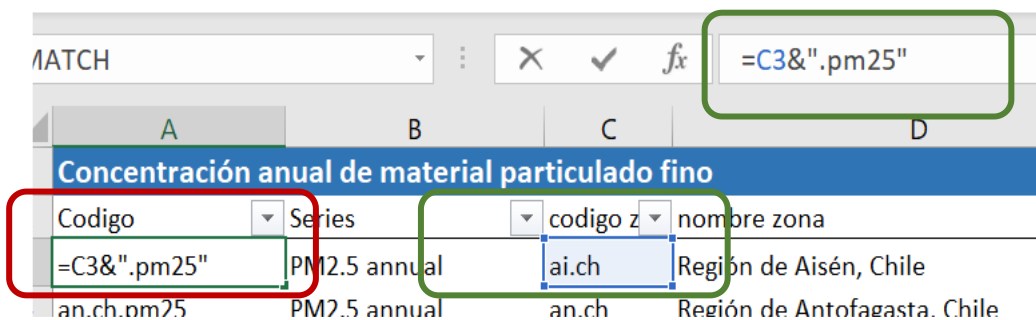 MATCH fx =C3&".pm25"
A B C D
Concentración anual de material particulado fino
Codigo Series codigo z nombre zona
=C3&".pm25" PM2.5 annual ai.ch Región de Aisén, Chile
an.ch.pm25 PM2.5 annual an.ch Región de Antofagasta, Chile